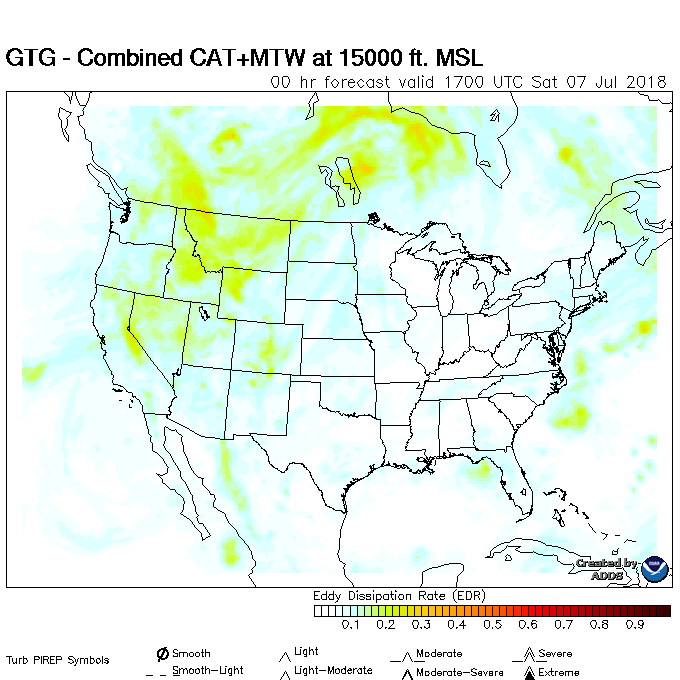 GTG - Combined CAT+MTW at 15000 ft. MSL
00 hr forecast valid 1700 UTC Sat 07 Jul 2018
Created by
ADDS
Eddy Dissipation Rate (EDR)
0.1 0.2 0.3 0.4 0.5 0.6 0.7 0.8 0.9
Turb PIREP Symbols
Smooth Light Moderate Severe
Smooth-Light Light-Moderate Moderate-Severe Extreme